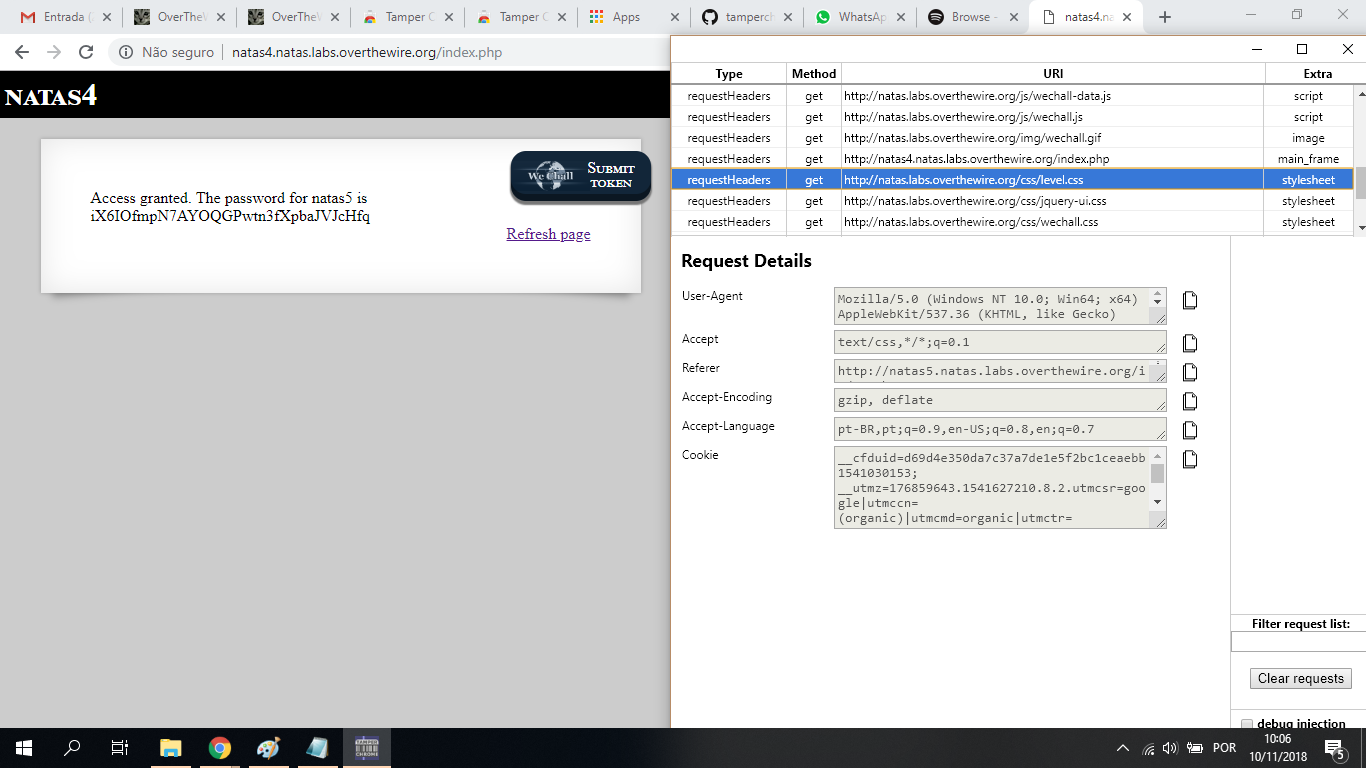 Entrada (
OverTheW
OverTheW
Tamper C
Tamper C
Apps
tamperch
WhatsAp
Browse -
natas4.na
Não seguro | natas4.natas.labs.overthewire.org/index.php
NATAS4
We Chall
SUBMIT
TOKEN
Access granted. The password for natas5 is
iX6IOfmpN7AYOQGPwtn3fXpbaJVJcHfq
Refresh page
Type Method URI Extra
requestHeaders get http://natas.labs.overthewire.org/js/wechall-data.js script
requestHeaders get http://natas.labs.overthewire.org/js/wechall.js script
requestHeaders get http://natas.labs.overthewire.org/img/wechall.gif image
requestHeaders get http://natas4.natas.labs.overthewire.org/index.php main_frame
requestHeaders get http://natas.labs.overthewire.org/css/level.css stylesheet
requestHeaders get http://natas.labs.overthewire.org/css/jquery-ui.css stylesheet
requestHeaders get http://natas.labs.overthewire.org/css/wechall.css stylesheet
Request Details
User-Agent
Mozilla/5.0 (Windows NT 10.0; Win64; x64)
AppleWebKit/537.36 (KHTML, like Gecko)
Accept
text/css,*/*;q=0.1
Referer
http://natas5.natas.labs.overthewire.org/i
Accept-Encoding
gzip, deflate
Accept-Language
pt-BR,pt;q=0.9,en-US;q=0.8,en;q=0.7
Cookie
__cfduid=d69d4e350da7c37a7de1e5f2bc1ceaebb
1541030153;
__utmz=176859643.1541627210.8.2.utmcsr=goo
gle|utmccn=
(organic)|utmcmd=organic|utmctr=
Filter request list:
Clear requests
debug injection
TAMPER
CHROME
POR
10:06
10/11/2018
5